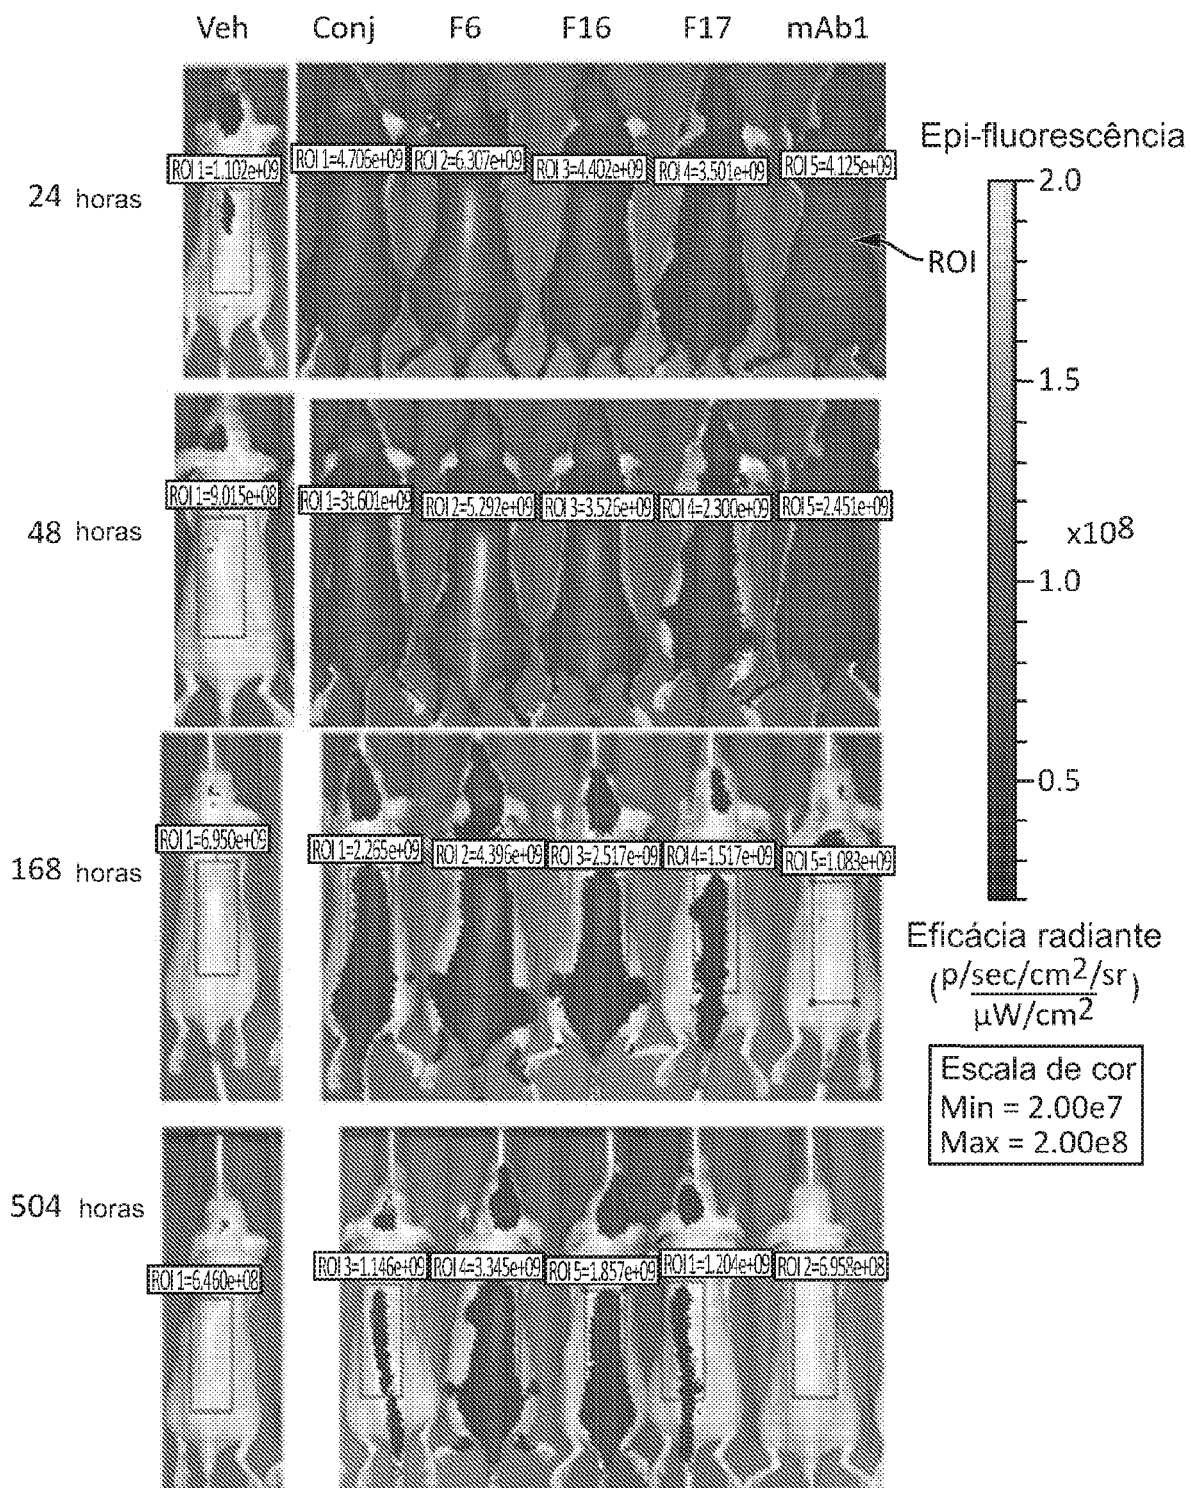 Veh Conj F6 F16 F17 mAb1
24 horas
ROI 1=1.102e+09 ROI 1=4.706e+09 ROI 2=6.307e+09 ROI 3=4.402e+09 ROI 4=3.501e+09 ROI 5=4.125e+09
ROI
48 horas
ROI 1=9.015e+08 ROI 1=3t.601e+09 ROI 2=5.292e+09 ROI 3=3.526e+09 ROI 4=2.300e+09 ROI 5=2.451e+09
168 horas
ROI 1=6.950e+09 ROI 1=2.265e+09 ROI 2=4.396e+09 ROI 3=2.517e+09 ROI 4=1.517e+09 ROI 5=1.083e+09
504 horas
ROI 1=6.460e+08 ROI 3=1.146e+09 ROI 4=3.345e+09 ROI 5=1.857e+09 ROI 1=1.204e+09 ROI 2=6.958e+08
Epi-fluorescência
2.0
1.5
x10⁸
1.0
0.5
Eficácia radiante
(p/sec/cm²/sr)
µW/cm²
Escala de cor
Min = 2.00e7
Max = 2.00e8